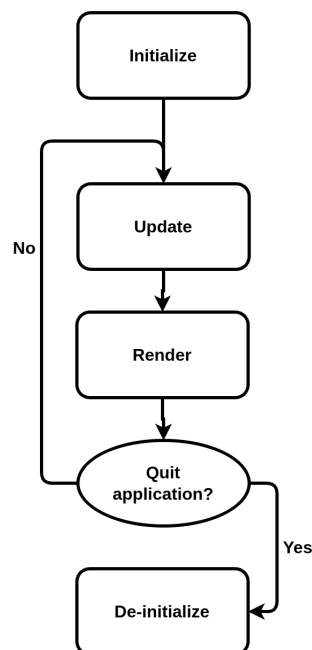 Initialize
Update
No
Render
Quit
application?
Yes
De-initialize